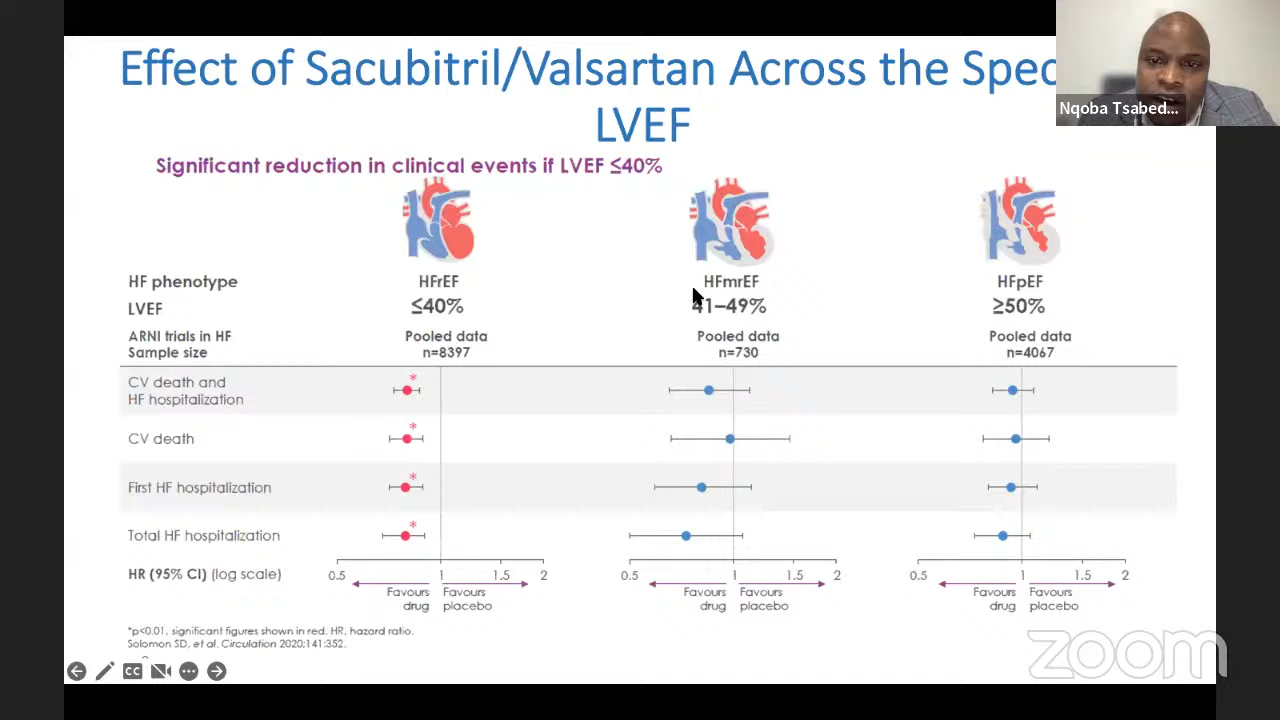 Effect of Sacubitril/Valsartan Across the Spec
LVEF
Nqoba Tsabed...
Significant reduction in clinical events if LVEF ≤40%
HF phenotype HFrEF HFmrEF HFpEF
LVEF ≤40% 41–49% ≥50%
ARNI trials in HF Pooled data Pooled data Pooled data
Sample size n=8397 n=730 n=4067
CV death and
HF hospitalization
*
CV death
*
First HF hospitalization
*
Total HF hospitalization
*
HR (95% CI) (log scale) 0.5 1 1.5 2 0.5 1 1.5 2 0.5 1 1.5 2
Favours Favours Favours Favours Favours Favours
drug placebo drug placebo drug placebo
*p<0.01, significant figures shown in red. HR, hazard ratio.
Solomon SD, et al. Circulation 2020;141:352.
CC
zoom